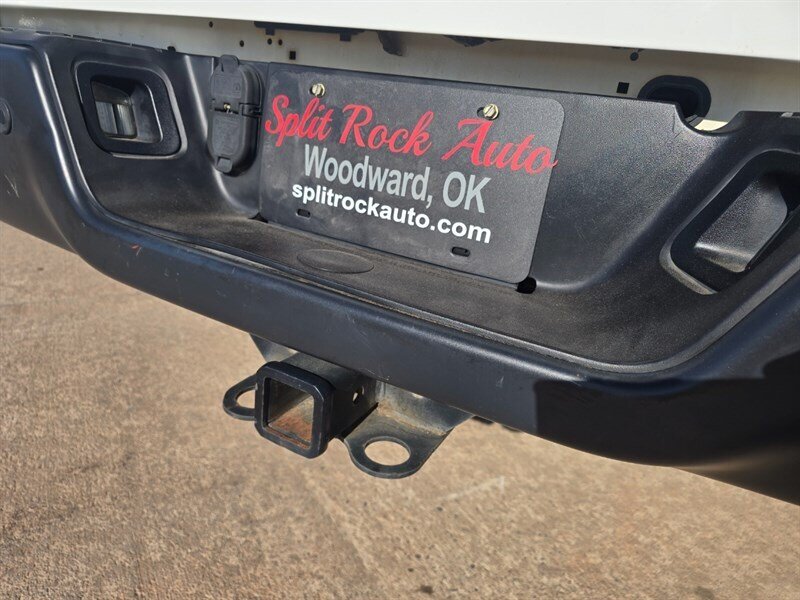 Split Rock Auto
Woodward, OK
splitrockauto.com